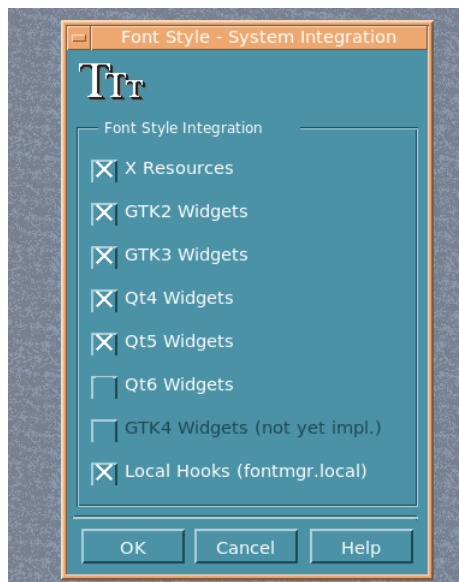 Font Style - System Integration
TTT
Font Style Integration
X Resources
GTK2 Widgets
GTK3 Widgets
Qt4 Widgets
Qt5 Widgets
Qt6 Widgets
GTK4 Widgets (not yet impl.)
Local Hooks (fontmgr.local)
OK Cancel Help